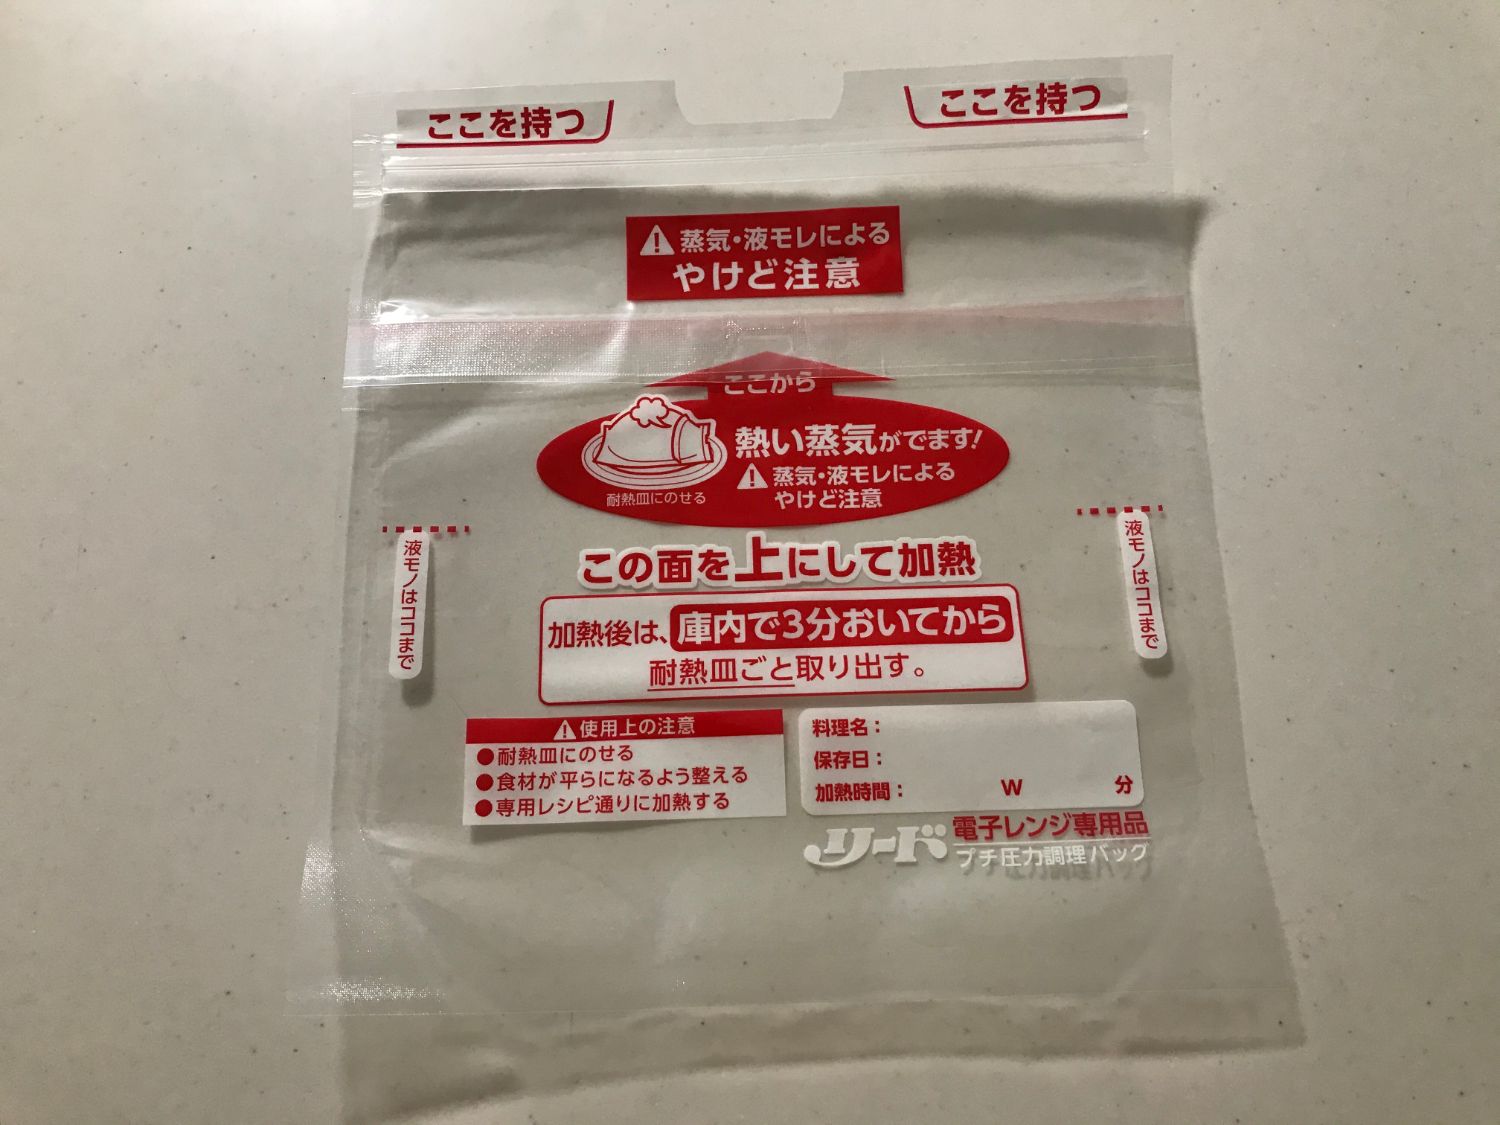 ここを持つ
ここを持つ
蒸気・液モレによる
やけど注意
ここから
熱い蒸気がでます!
蒸気・液モレによる
やけど注意
耐熱皿にのせる
液モノはココまで
液モノはココまで
この面を上にして加熱
加熱後は、庫内で3分おいてから
耐熱皿ごと取り出す。
使用上の注意
●耐熱皿にのせる
●食材が平らになるよう整える
●専用レシピ通りに加熱する
料理名：
保存日：
加熱時間： W 分
リード 電子レンジ専用品
プチ圧力調理バッグ